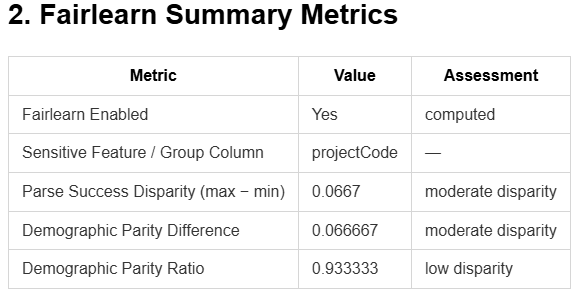 2. Fairlearn Summary Metrics
Metric Value Assessment
Fairlearn Enabled Yes computed
Sensitive Feature / Group Column projectCode —
Parse Success Disparity (max − min) 0.0667 moderate disparity
Demographic Parity Difference 0.066667 moderate disparity
Demographic Parity Ratio 0.933333 low disparity